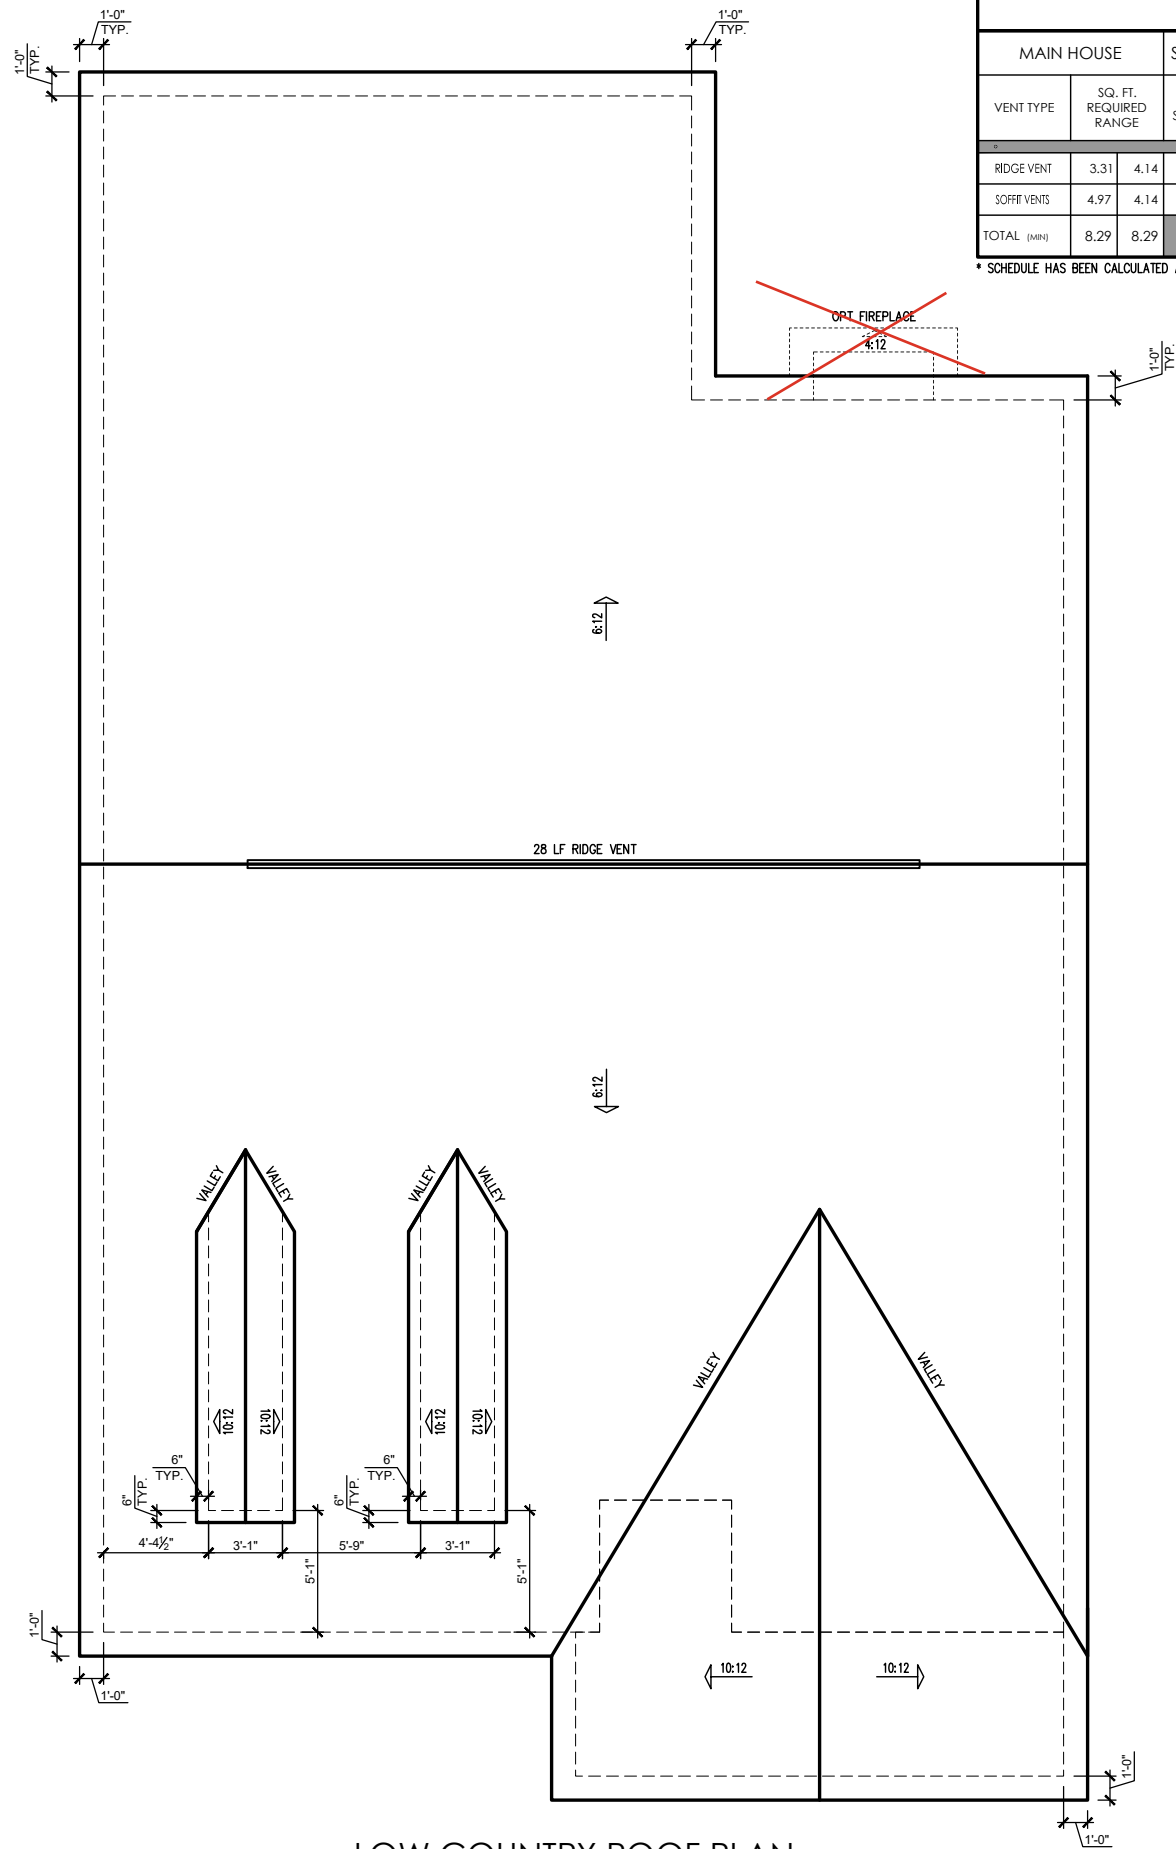 1'-0"
TYP.
1'-0"
TYP.
1'-0"
TYP.
MAIN HOUSE
VENT TYPE
SQ. FT.
REQUIRED
RANGE
RIDGE VENT 3.31 4.14
SOFFIT VENTS 4.97 4.14
TOTAL (MIN) 8.29 8.29
* SCHEDULE HAS BEEN CALCULATED
OPT FIREPLACE
4:12
1'-0"
TYP.
6:12
28 LF RIDGE VENT
6:12
VALLEY
VALLEY
VALLEY
VALLEY
VALLEY
VALLEY
10:12
10:12
10:12
10:12
6"
TYP.
6"
TYP.
6"
TYP.
6"
TYP.
4'-4½"
3'-1"
5'-9"
3'-1"
5'-1"
5'-1"
1'-0"
1'-0"
10:12
10:12
1'-0"
1'-0"
LOW COUNTRY ROOF PLAN